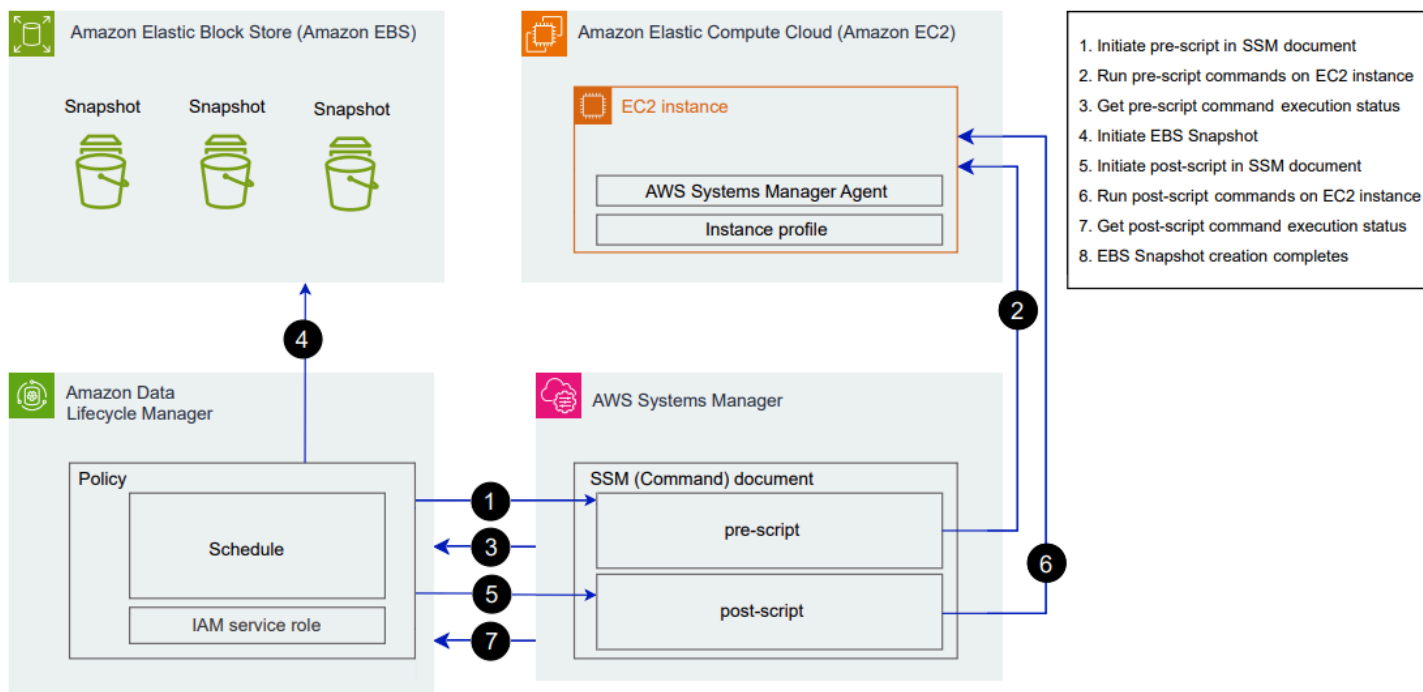 Amazon Elastic Block Store (Amazon EBS)
Snapshot
Snapshot
Snapshot
Amazon Elastic Compute Cloud (Amazon EC2)
EC2 instance
AWS Systems Manager Agent
Instance profile
1. Initiate pre-script in SSM document
2. Run pre-script commands on EC2 instance
3. Get pre-script command execution status
4. Initiate EBS Snapshot
5. Initiate post-script in SSM document
6. Run post-script commands on EC2 instance
7. Get post-script command execution status
8. EBS Snapshot creation completes
4
2
Amazon Data
Lifecycle Manager
Policy
Schedule
IAM service role
1
3
5
7
AWS Systems Manager
SSM (Command) document
pre-script
post-script
6